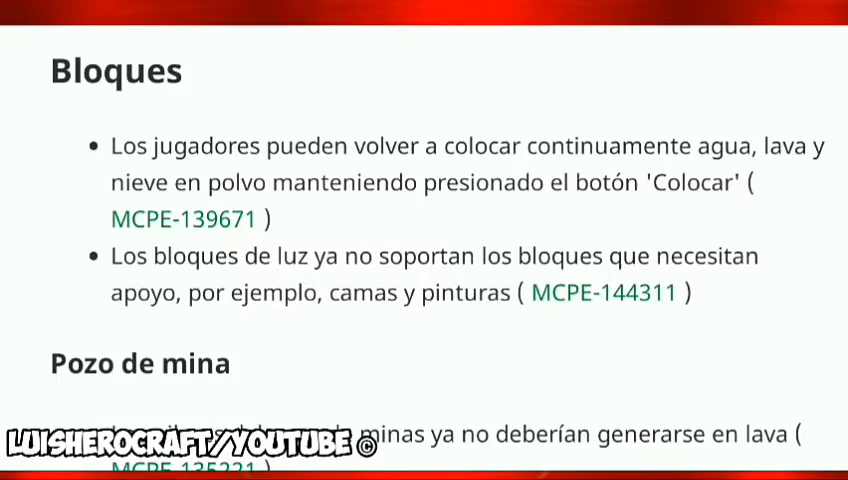 Bloques
• Los jugadores pueden volver a colocar continuamente agua, lava y
nieve en polvo manteniendo presionado el botón 'Colocar' (
MCPE-139671 )
• Los bloques de luz ya no soportan los bloques que necesitan
apoyo, por ejemplo, camas y pinturas ( MCPE-144311 )
Pozo de mina
minas ya no deberían generarse en lava (
LUISHEROCRAFT/YOUTUBE ©
MCPE-135221 )